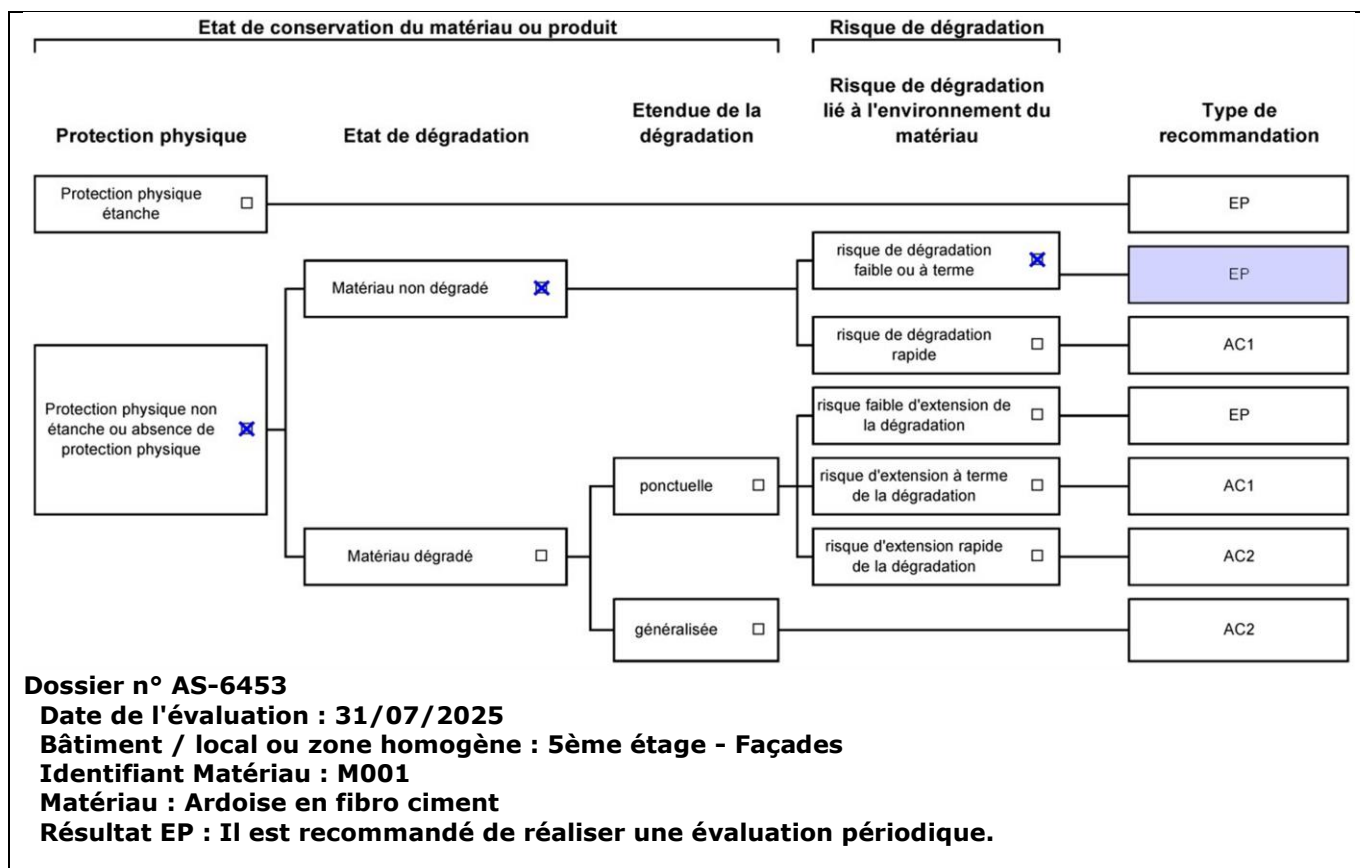 Etat de conservation du matériau ou produit
Risque de dégradation
Protection physique
Etat de dégradation
Etendue de la
dégradation
Risque de dégradation
lié à l'environnement du
matériau
Type de
recommandation
Protection physique
étanche
EP
risque de dégradation
faible ou à terme
EP
Matériau non dégradé
risque de dégradation
rapide
AC1
Protection physique non
étanche ou absence de
protection physique
risque faible d'extension de
la dégradation
EP
ponctuelle
risque d'extension à terme
de la dégradation
AC1
Matériau dégradé
risque d'extension rapide
de la dégradation
AC2
généralisée
AC2
Dossier n° AS-6453
Date de l'évaluation : 31/07/2025
Bâtiment / local ou zone homogène : 5ème étage - Façades
Identifiant Matériau : M001
Matériau : Ardoise en fibro ciment
Résultat EP : Il est recommandé de réaliser une évaluation périodique.